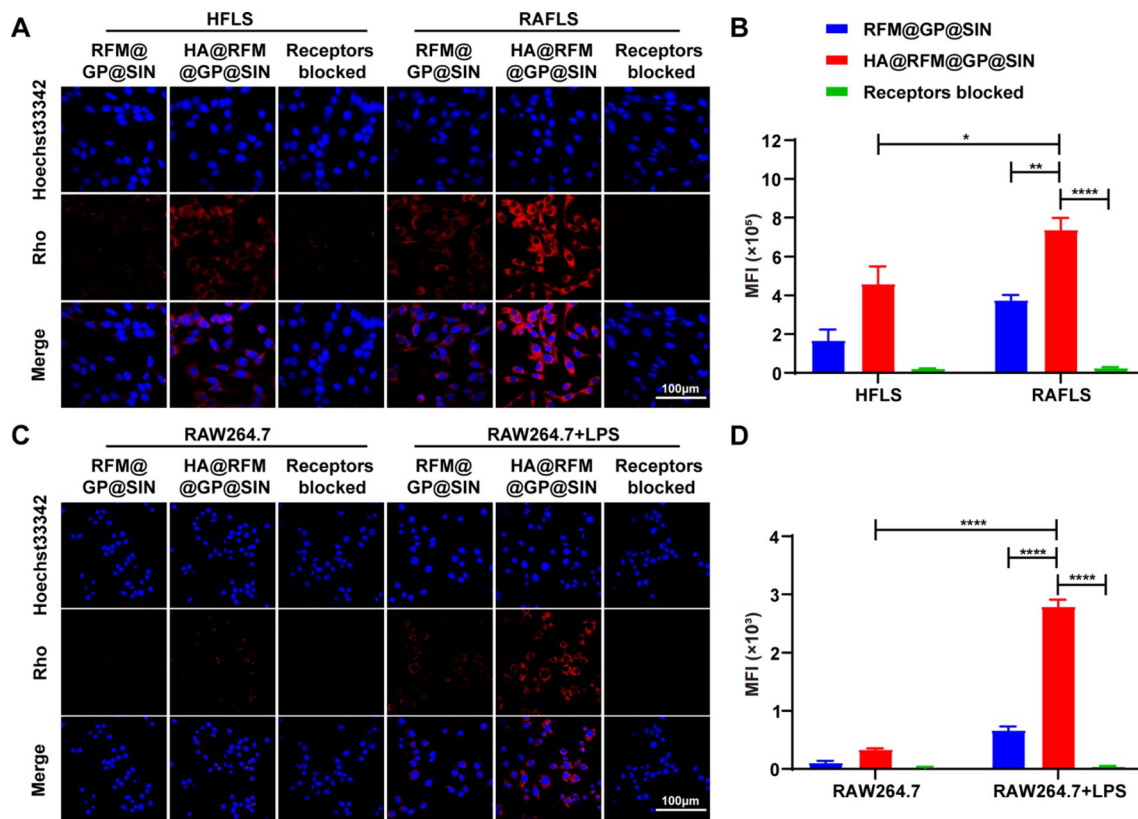 A
HFLS
RAFLS
RFM@
GP@SIN
HA@RFM
@GP@SIN
Receptors
blocked
RFM@
GP@SIN
HA@RFM
@GP@SIN
Receptors
blocked
Hoechst33342
Rho
Merge
100μm
B
RFM@GP@SIN
HA@RFM@GP@SIN
Receptors blocked
MFI (×10⁵)
12
10
8
6
4
2
0
*
**
****
HFLS
RAFLS
C
RAW264.7
RAW264.7+LPS
RFM@
GP@SIN
HA@RFM
@GP@SIN
Receptors
blocked
RFM@
GP@SIN
HA@RFM
@GP@SIN
Receptors
blocked
Hoechst33342
Rho
Merge
100μm
D
MFI (×10³)
4
3
2
1
0
****
****
****
RAW264.7
RAW264.7+LPS